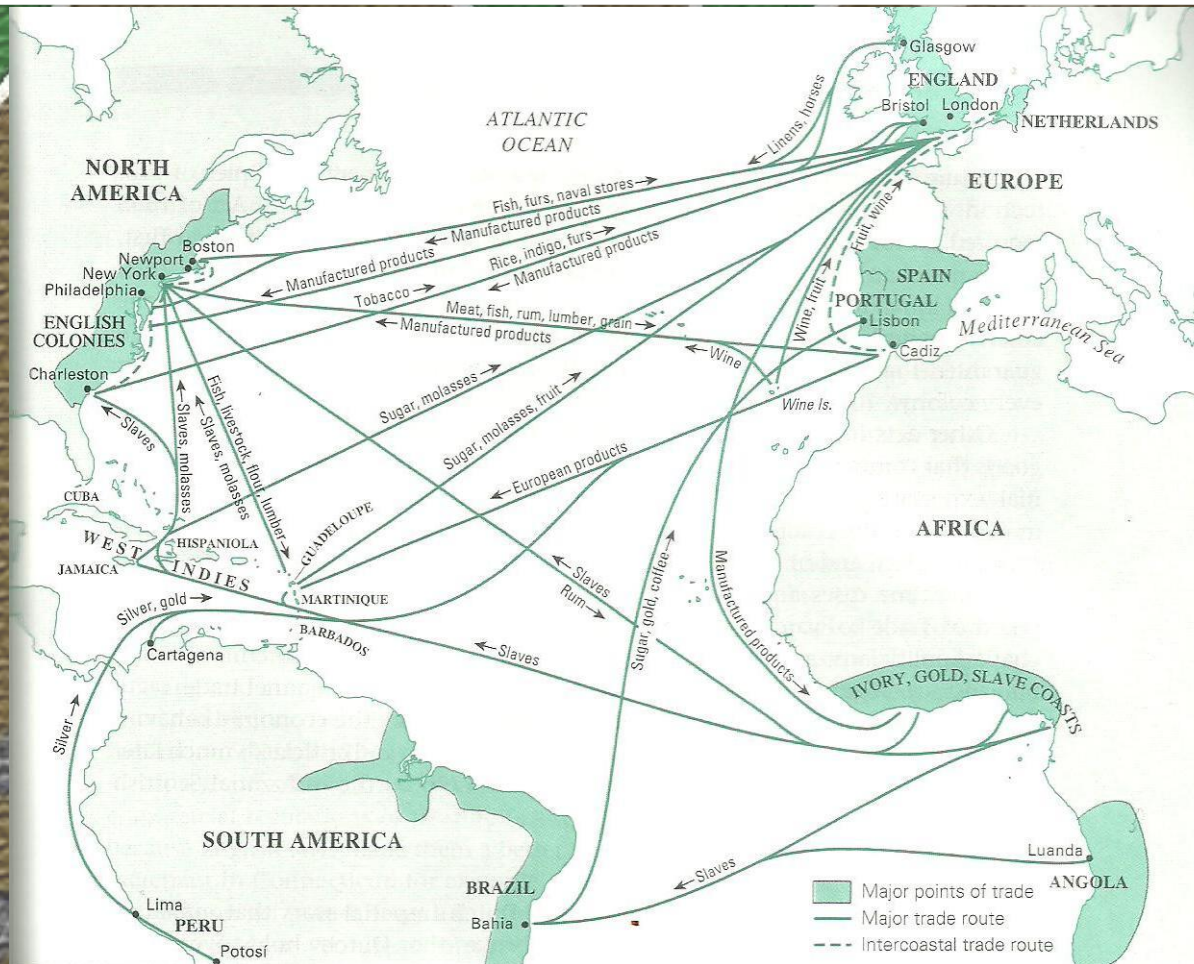 Glasgow
ENGLAND
Bristol
London
NETHERLANDS
ATLANTIC
OCEAN
← Linens, horses
NORTH
AMERICA
EUROPE
Fish, furs, naval stores →
← Manufactured products
Boston
Newport
New York
Philadelphia
← Manufactured products
Rice, indigo, furs →
← Manufactured products
Tobacco →
Fruit, wine
Wine, fruit →
SPAIN
PORTUGAL
Lisbon
Cadiz
Mediterranean Sea
ENGLISH
COLONIES
Meat, fish, rum, lumber, grain →
← Manufactured products
← Wine
Wine Is.
Charleston
← Slaves
← Slaves, molasses
Fish, livestock, flour, lumber →
← Slaves, molasses
Sugar, molasses →
Sugar, molasses, fruit →
← European products
CUBA
HISPANIOLA
GUADELOUPE
WEST INDIES
JAMAICA
MARTINIQUE
BARBADOS
AFRICA
Silver, gold →
Cartagena
← Slaves
Rum →
← Slaves
Sugar, gold, coffee →
Manufactured products →
IVORY, GOLD, SLAVE COASTS
Silver →
SOUTH AMERICA
BRAZIL
Bahia
← Slaves
Luanda
ANGOLA
Lima
PERU
Potosí
Major points of trade
Major trade route
Intercoastal trade route